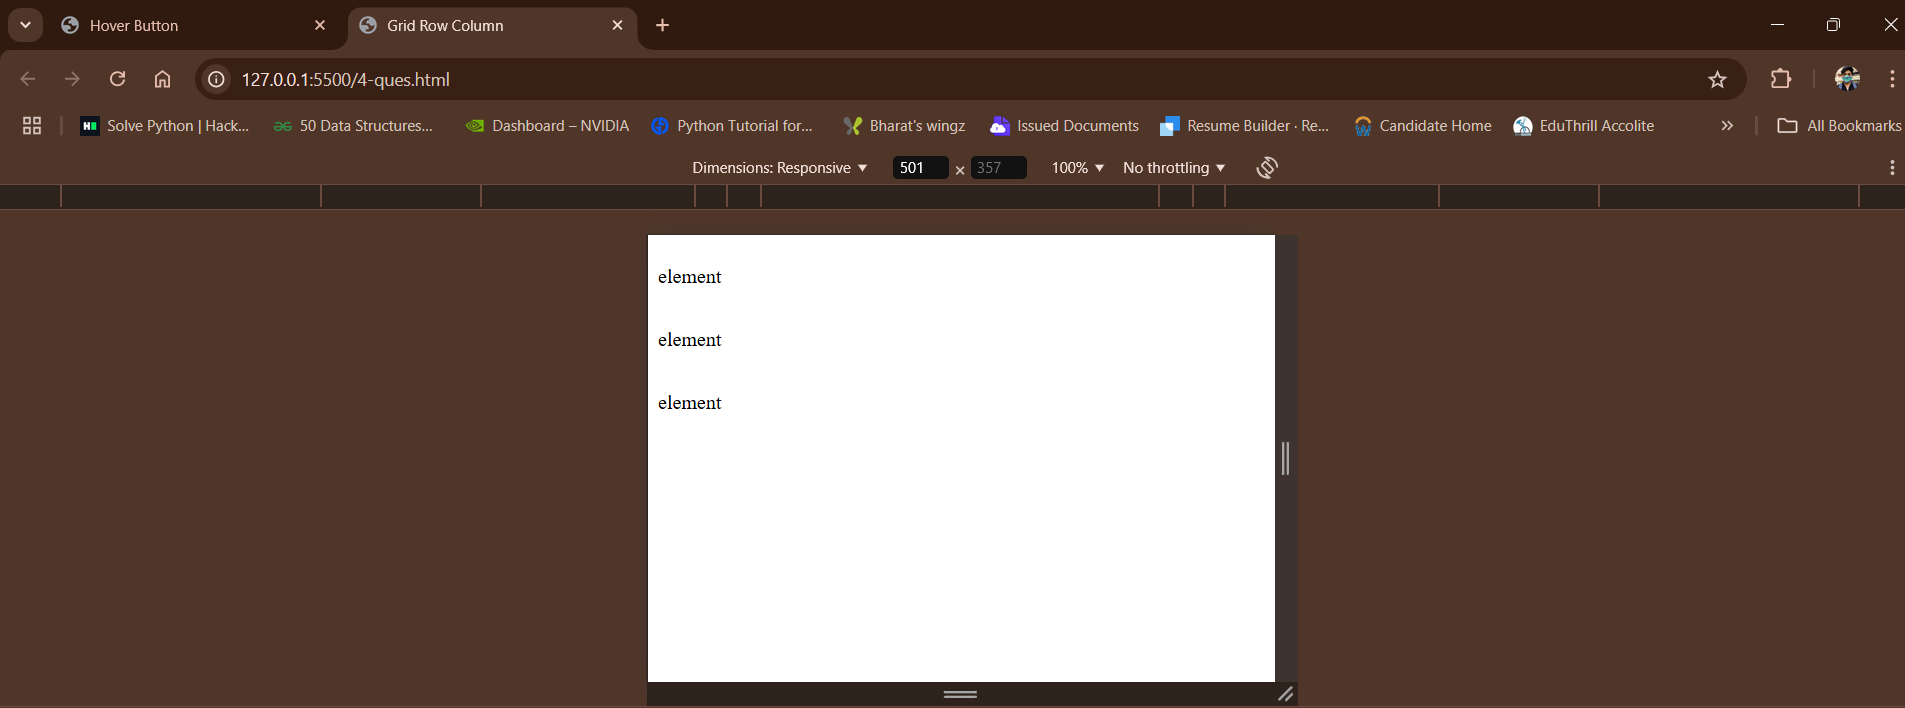 Hover Button
Grid Row Column
127.0.0.1:5500/4-ques.html
Solve Python | Hack... 50 Data Structures... Dashboard – NVIDIA Python Tutorial for... Bharat's wingz Issued Documents Resume Builder · Re... Candidate Home EduThrill Accolite » All Bookmarks
Dimensions: Responsive 501 × 357 100% No throttling
element
element
element